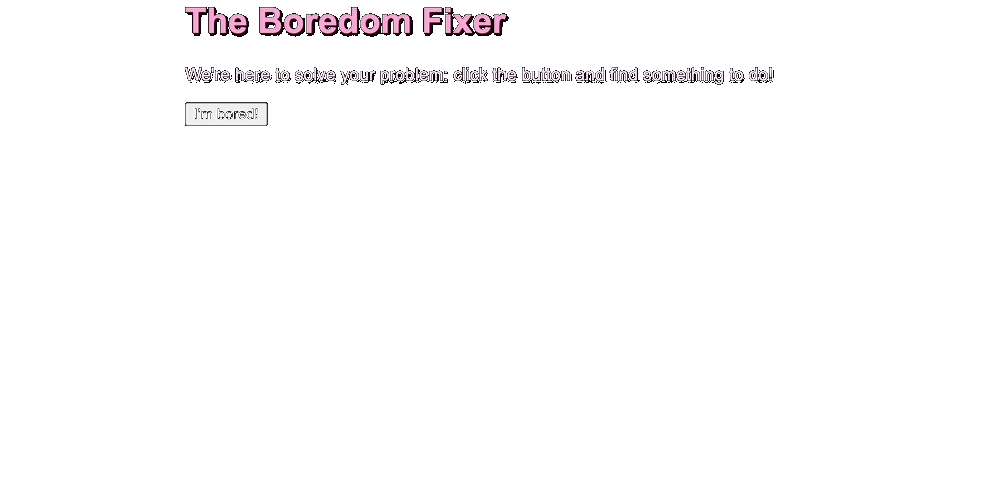 The Boredom Fixer
We're here to solve your problem: click the button and find something to do!
I'm bored!